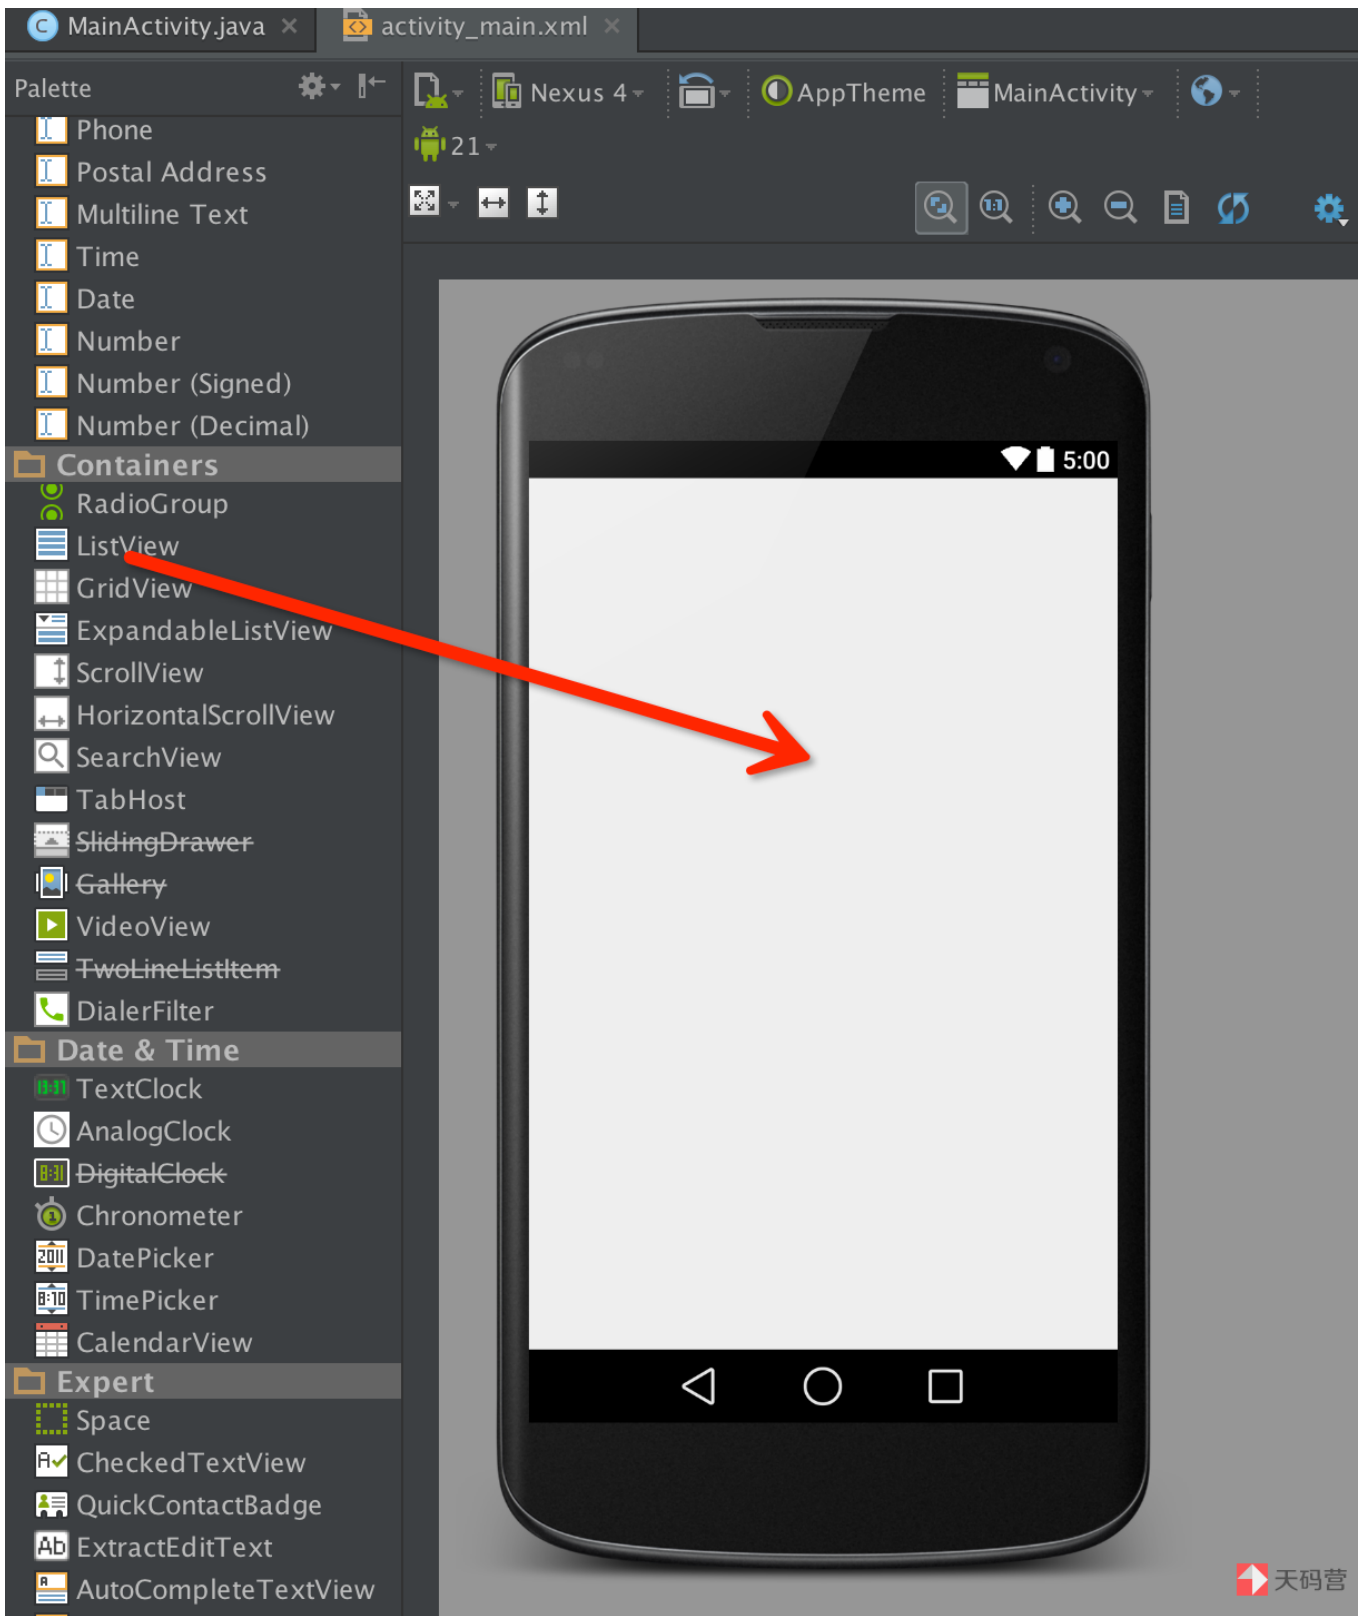 MainActivity.java
activity_main.xml
Palette
Nexus 4
AppTheme
MainActivity
21
Phone
Postal Address
Multiline Text
Time
Date
Number
Number (Signed)
Number (Decimal)
Containers
RadioGroup
ListView
GridView
ExpandableListView
ScrollView
HorizontalScrollView
SearchView
TabHost
SlidingDrawer
Gallery
VideoView
TwoLineListItem
DialerFilter
Date & Time
TextClock
AnalogClock
DigitalClock
Chronometer
DatePicker
TimePicker
CalendarView
Expert
Space
CheckedTextView
QuickContactBadge
ExtractEditText
AutoCompleteTextView
5:00
天码营